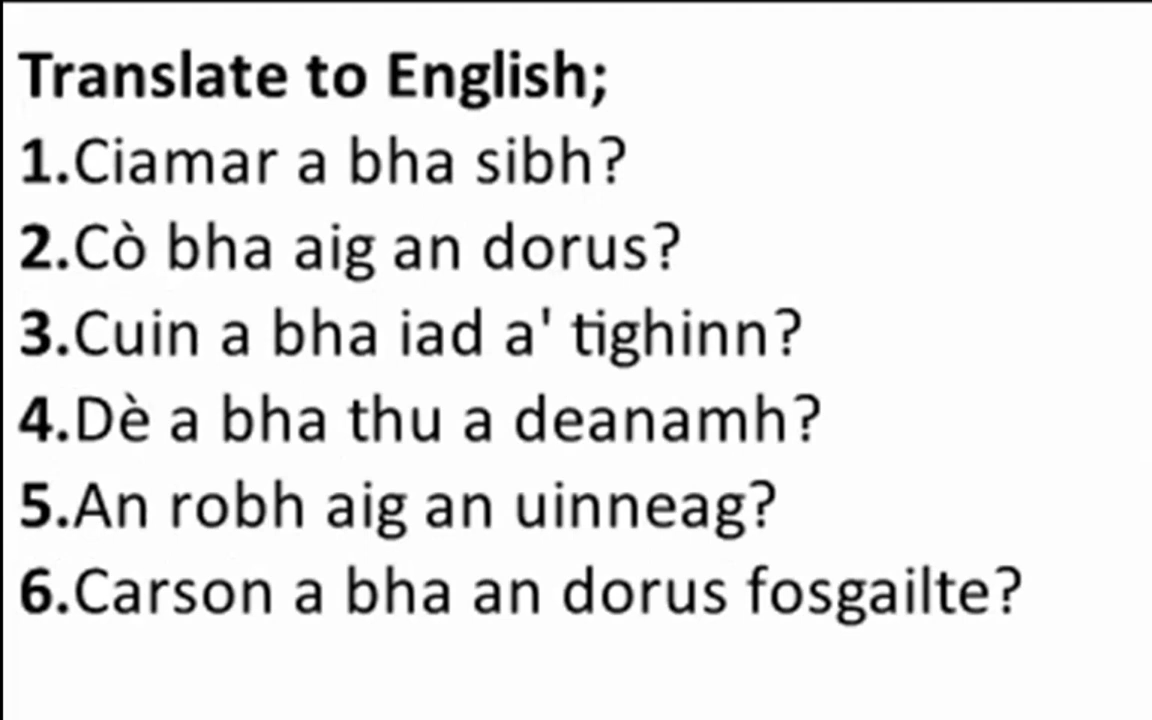 Translate to English;
1.Ciamar a bha sibh?
2.Cò bha aig an dorus?
3.Cuin a bha iad a' tighinn?
4.Dè a bha thu a deanamh?
5.An robh aig an uinneag?
6.Carson a bha an dorus fosgailte?